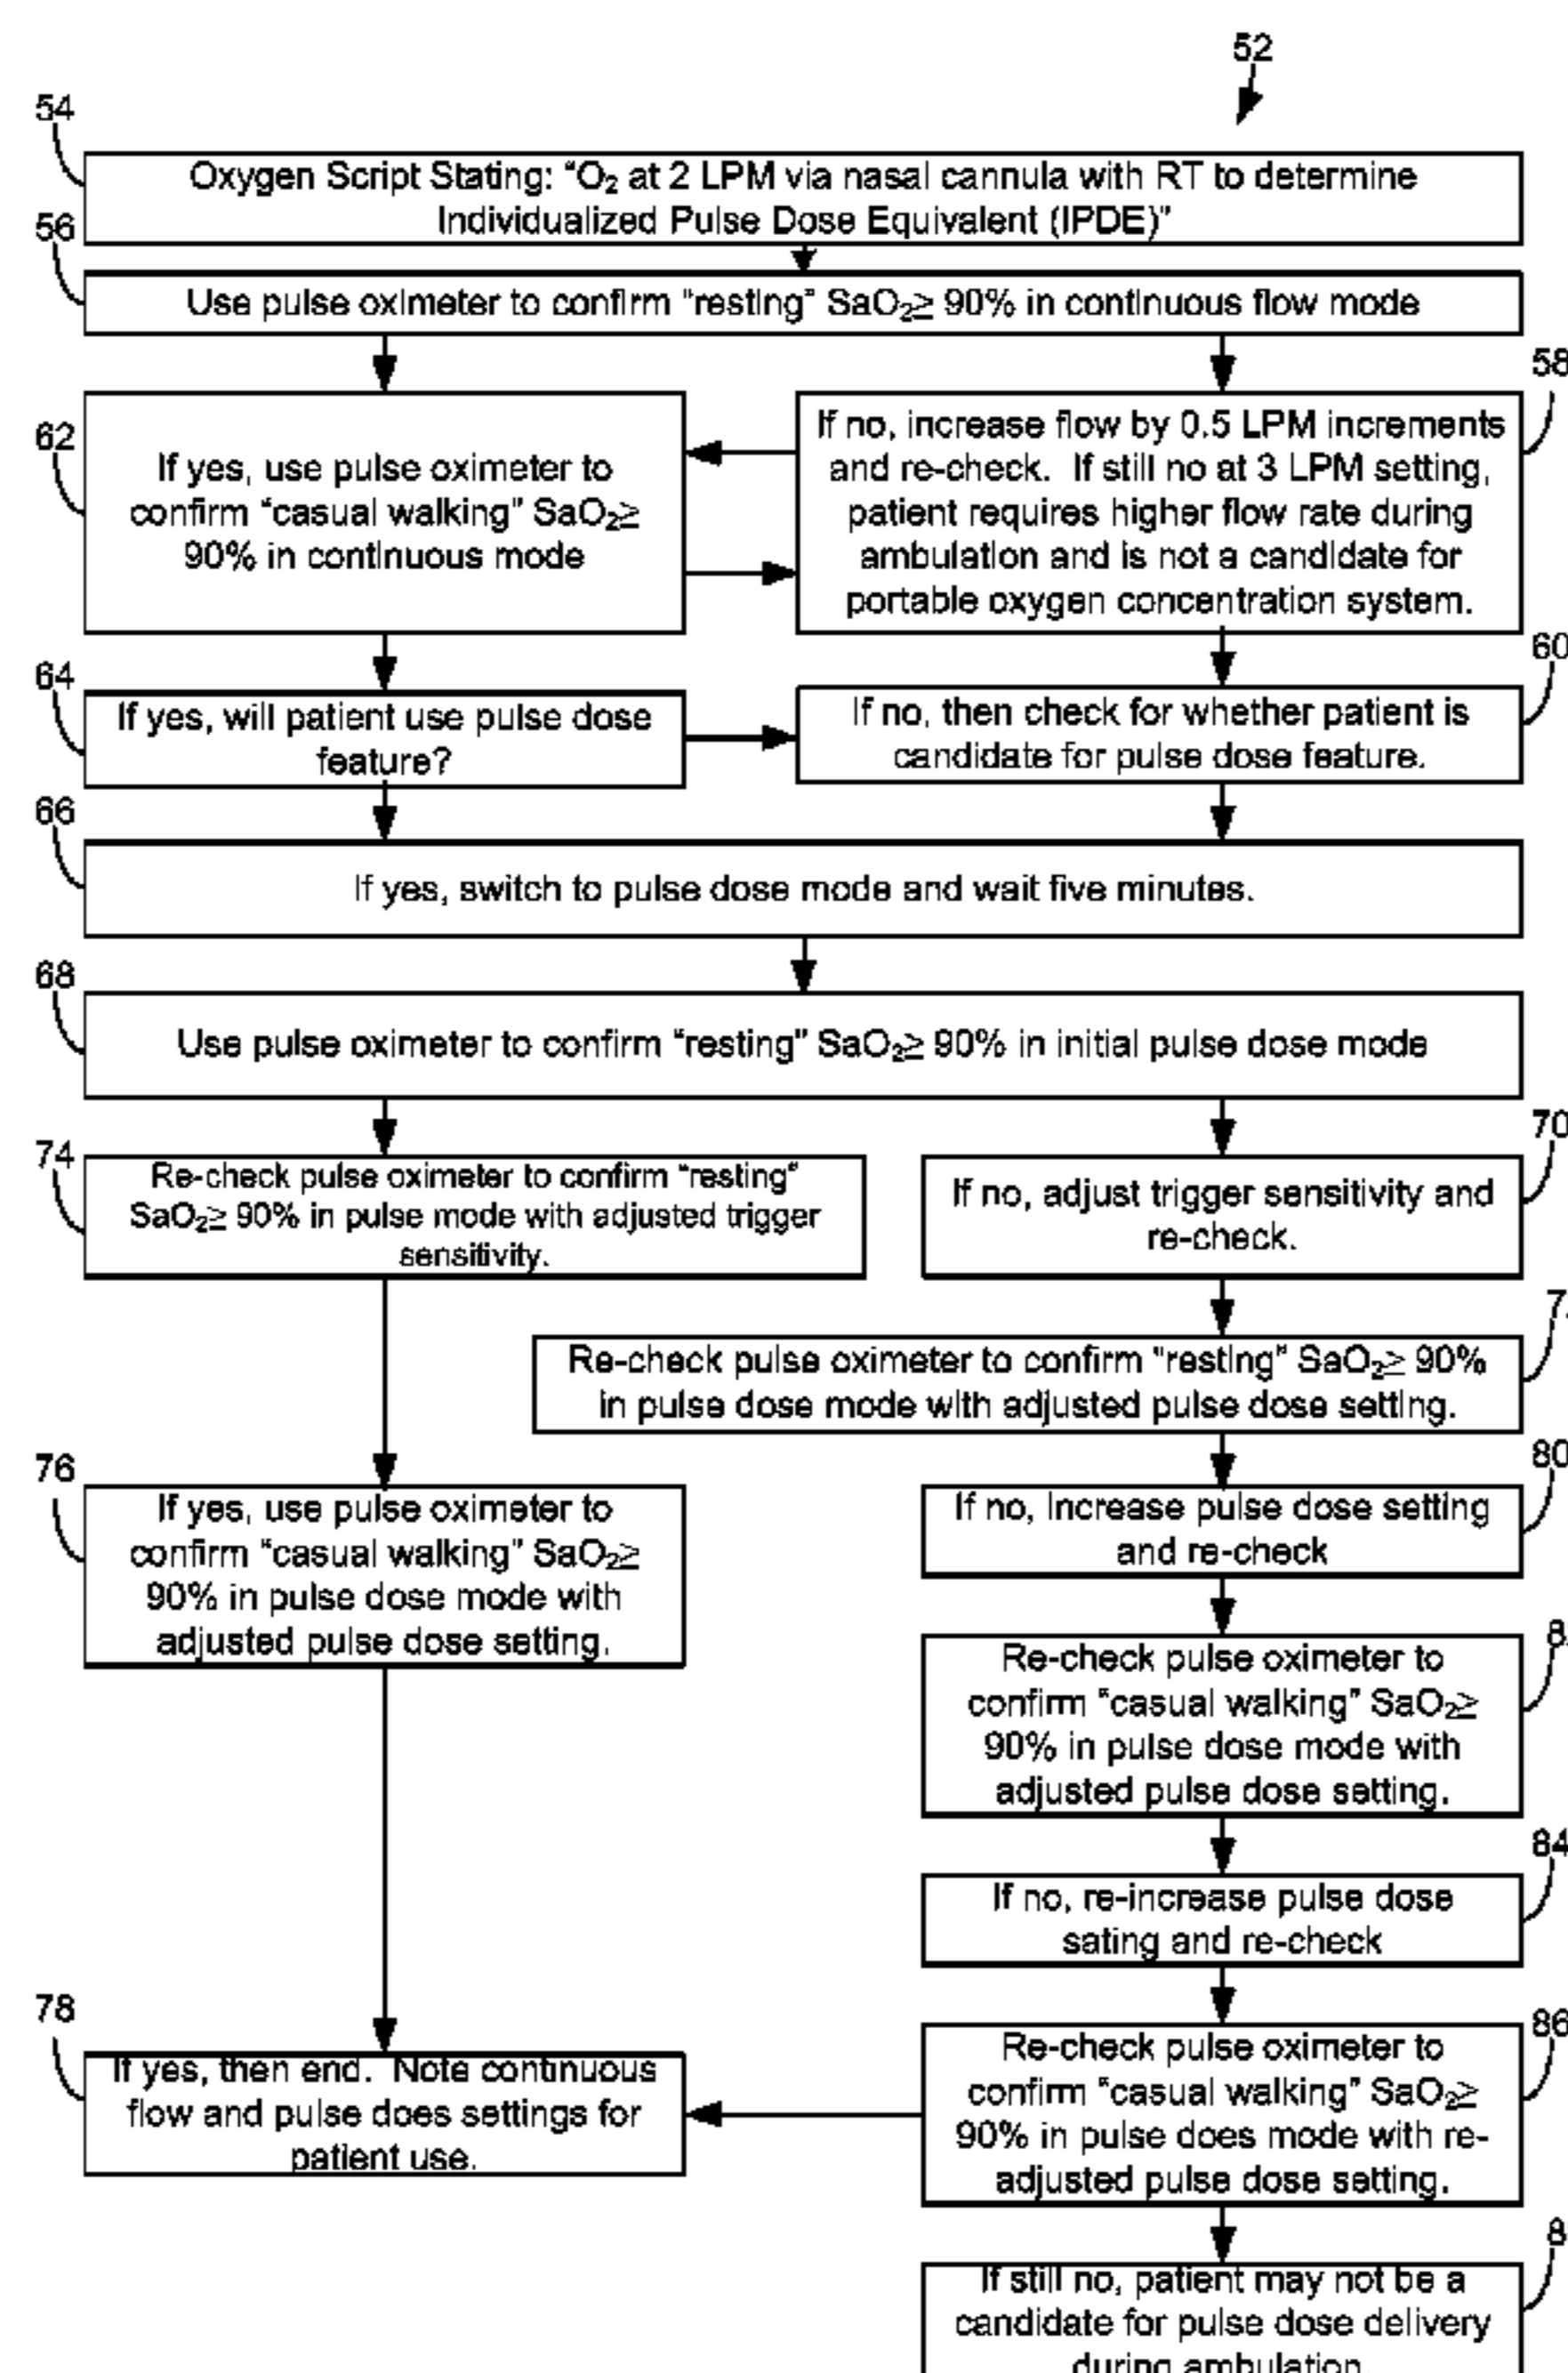 52
54
Oxygen Script Stating: “O₂ at 2 LPM via nasal cannula with RT to determine
Individualized Pulse Dose Equivalent (IPDE)”
56
Use pulse oximeter to confirm “resting” SaO₂≥ 90% in continuous flow mode
58
If no, increase flow by 0.5 LPM increments
and re-check. If still no at 3 LPM setting,
patient requires higher flow rate during
ambulation and is not a candidate for
portable oxygen concentration system.
62
If yes, use pulse oximeter to
confirm “casual walking” SaO₂≥
90% in continuous mode
64
If yes, will patient use pulse dose
feature?
60
If no, then check for whether patient is
candidate for pulse dose feature.
66
If yes, switch to pulse dose mode and wait five minutes.
68
Use pulse oximeter to confirm “resting” SaO₂≥ 90% in initial pulse dose mode
74
Re-check pulse oximeter to confirm “resting”
SaO₂≥ 90% in pulse mode with adjusted trigger
sensitivity.
70
If no, adjust trigger sensitivity and
re-check.
7
Re-check pulse oximeter to confirm “resting” SaO₂≥ 90%
in pulse dose mode with adjusted pulse dose setting.
76
If yes, use pulse oximeter to
confirm “casual walking” SaO₂≥
90% in pulse dose mode with
adjusted pulse dose setting.
80
If no, increase pulse dose setting
and re-check
8
Re-check pulse oximeter to
confirm “casual walking” SaO₂≥
90% in pulse dose mode with
adjusted pulse dose setting.
84
If no, re-increase pulse dose
sating and re-check
78
If yes, then end. Note continuous
flow and pulse does settings for
patient use.
86
Re-check pulse oximeter to
confirm “casual walking” SaO₂≥
90% in pulse does mode with re-
adjusted pulse dose setting.
8
If still no, patient may not be a
candidate for pulse dose delivery
during ambulation